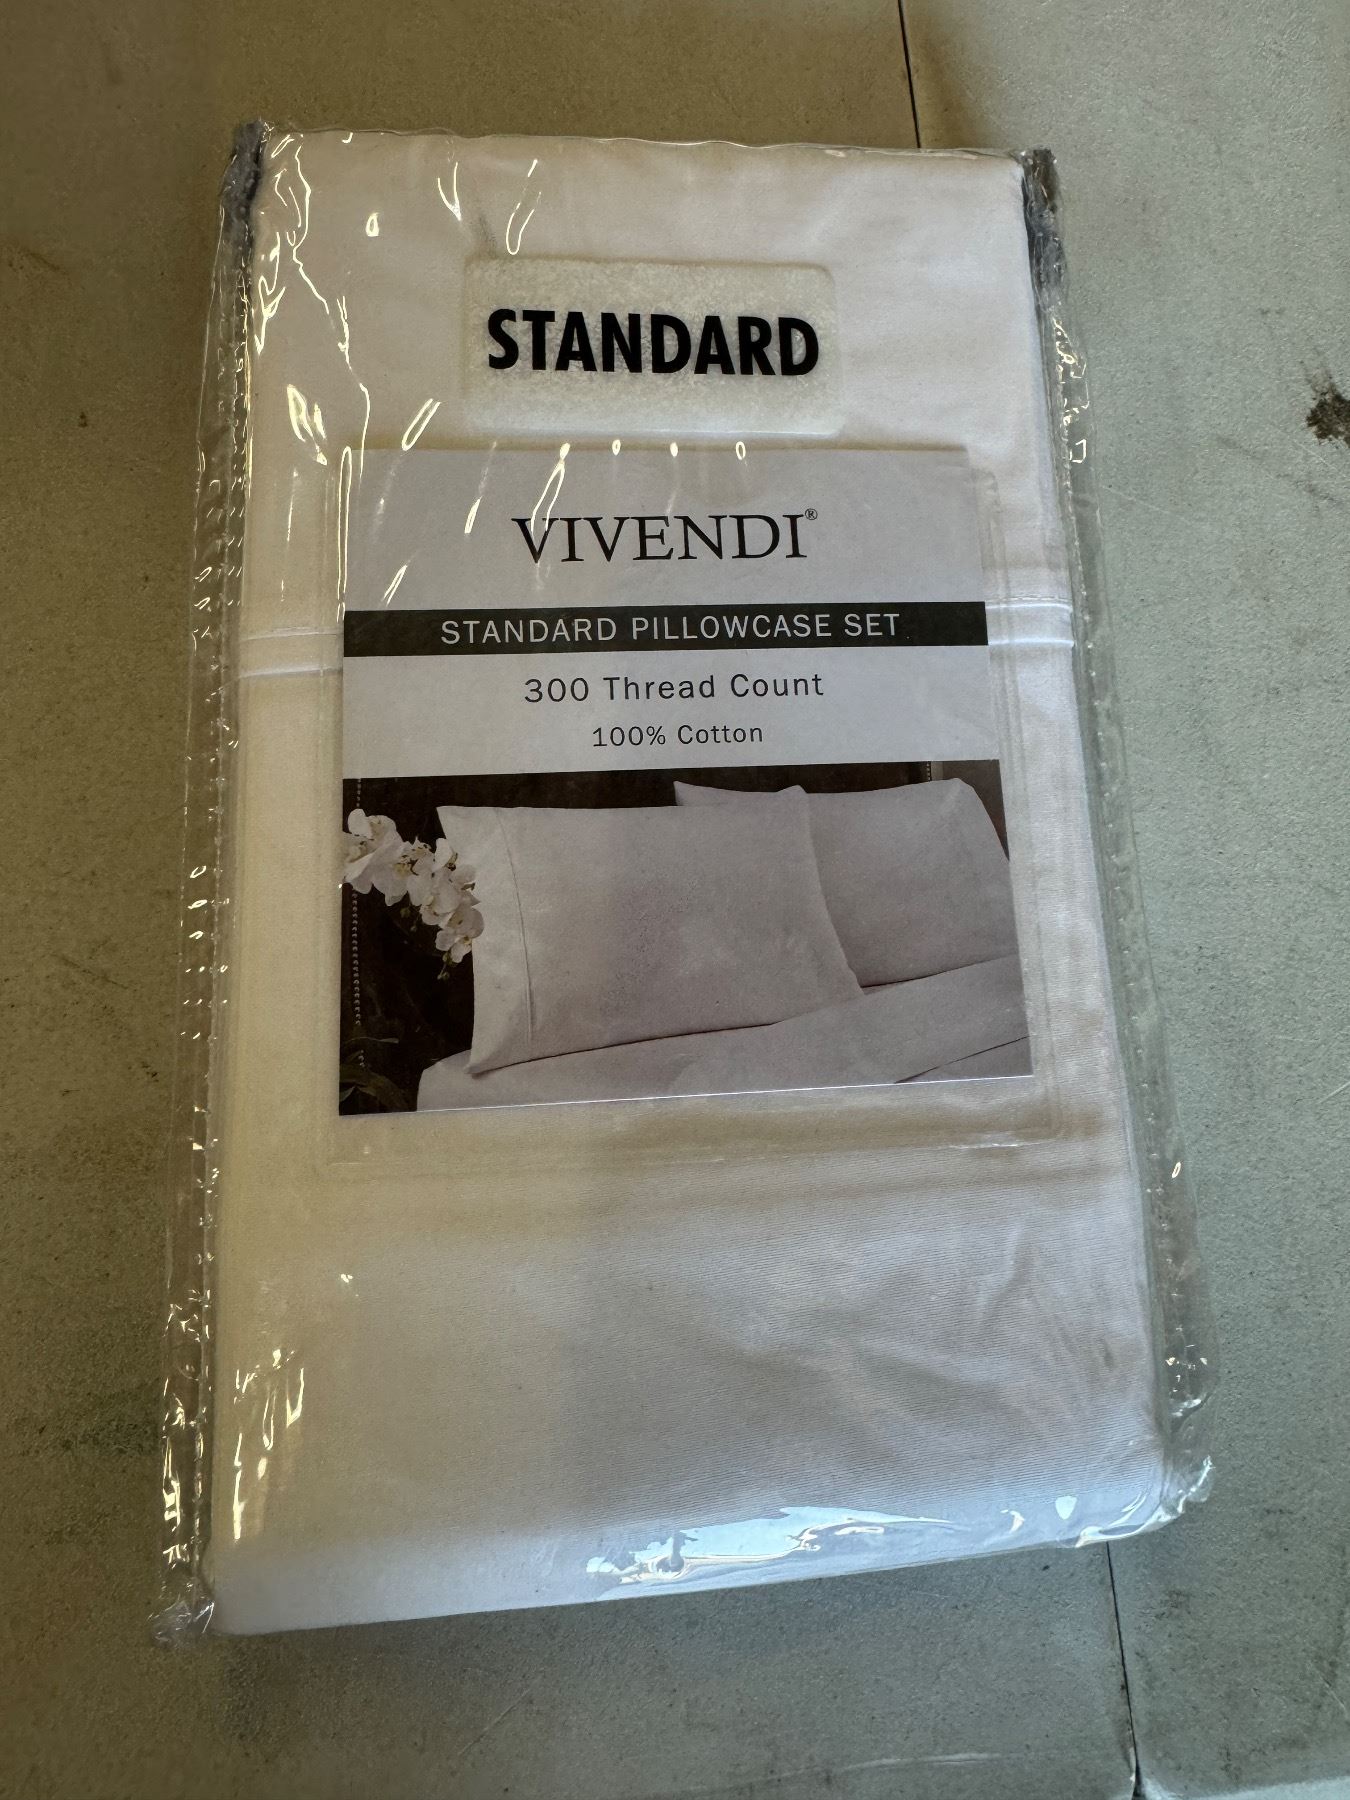 STANDARD
VIVENDI®
STANDARD PILLOWCASE SET
300 Thread Count
100% Cotton